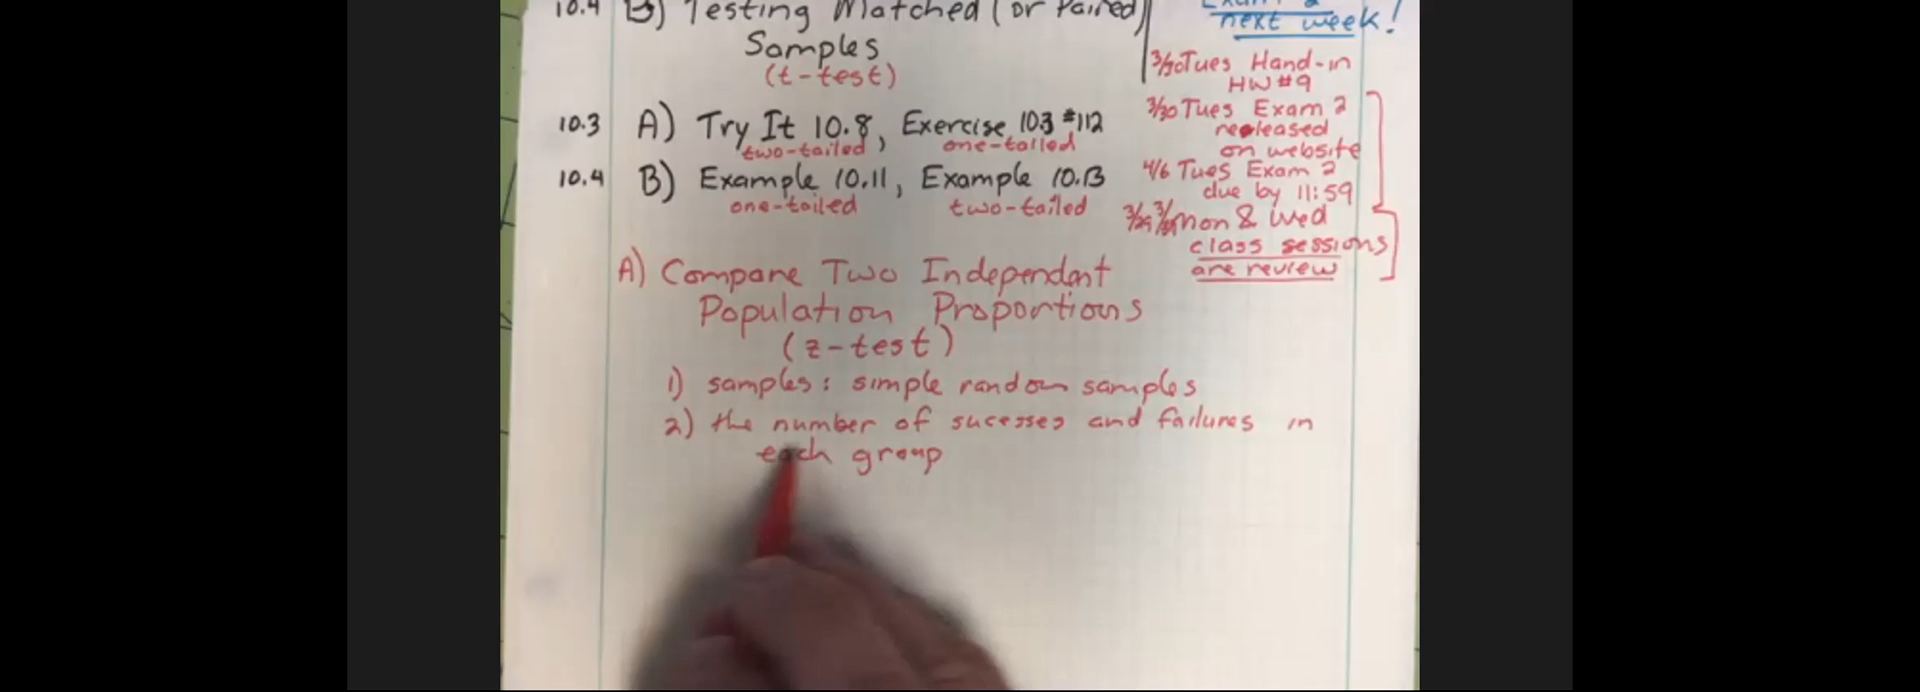 10.4 B) Testing Matched (or Paired)
Samples
(t-test)
next week!
3/30 Tues Hand-in
HW #9
3/30 Tues Exam 2
released
on website
4/6 Tues Exam 2
due by 11:59
3/29 3/31 Mon & Wed
class sessions
are review
10.3 A) Try It 10.8, Exercise 10.3 #112
two-tailed one-tailed
10.4 B) Example 10.11, Example 10.13
one-tailed two-tailed
A) Compare Two Independent
Population Proportions
(z-test)
1) samples: simple random samples
2) the number of sucesses and failures in
each group